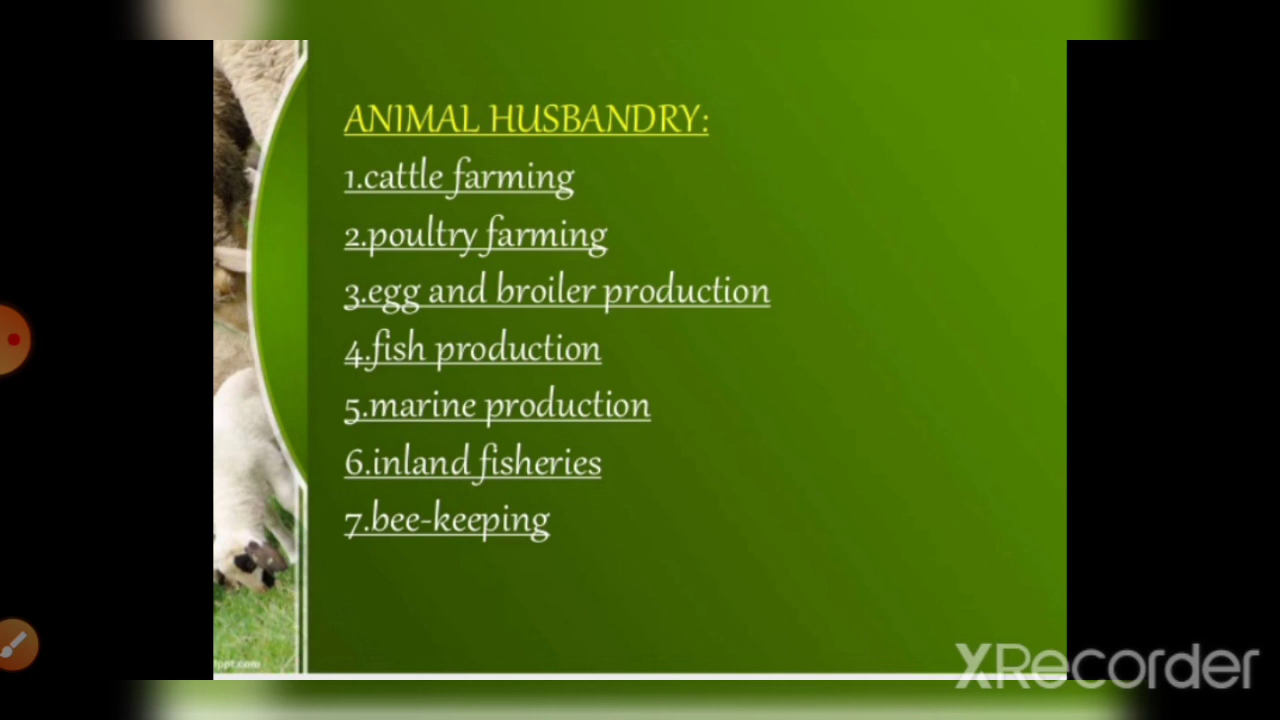 ANIMAL HUSBANDRY:
1.cattle farming
2.poultry farming
3.egg and broiler production
4.fish production
5.marine production
6.inland fisheries
7.bee-keeping
XRecorder